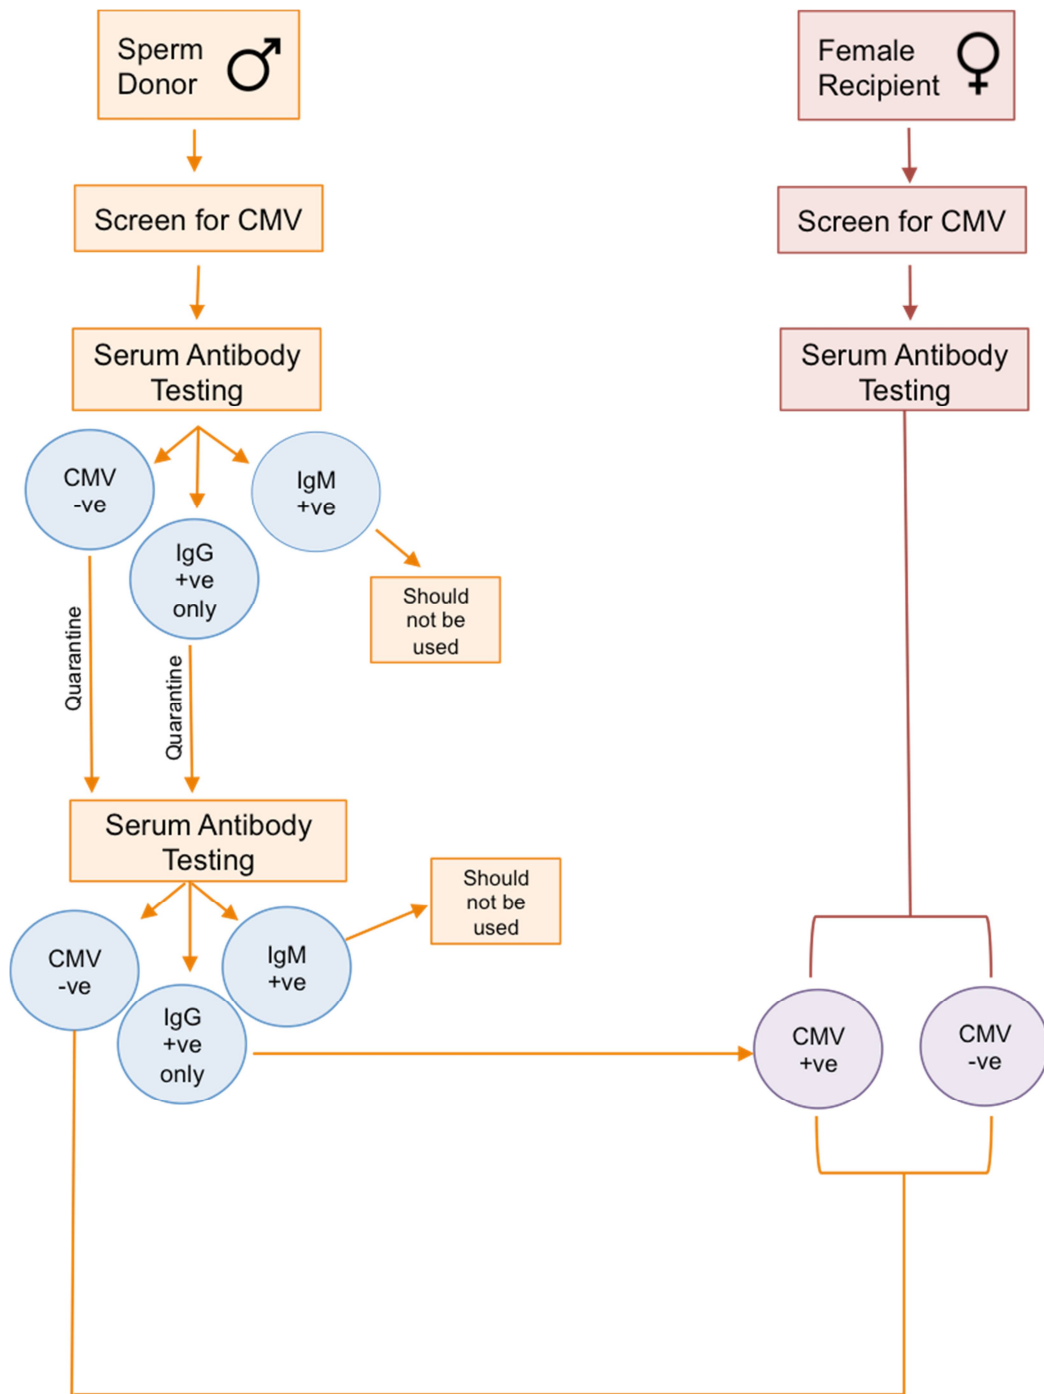 Sperm
Donor
Female
Recipient
Screen for CMV
Screen for CMV
Serum Antibody
Testing
Serum Antibody
Testing
CMV
-ve
IgG
+ve
only
IgM
+ve
Should
not be
used
Quarantine
Quarantine
Serum Antibody
Testing
Should
not be
used
CMV
-ve
IgG
+ve
only
IgM
+ve
CMV
+ve
CMV
-ve